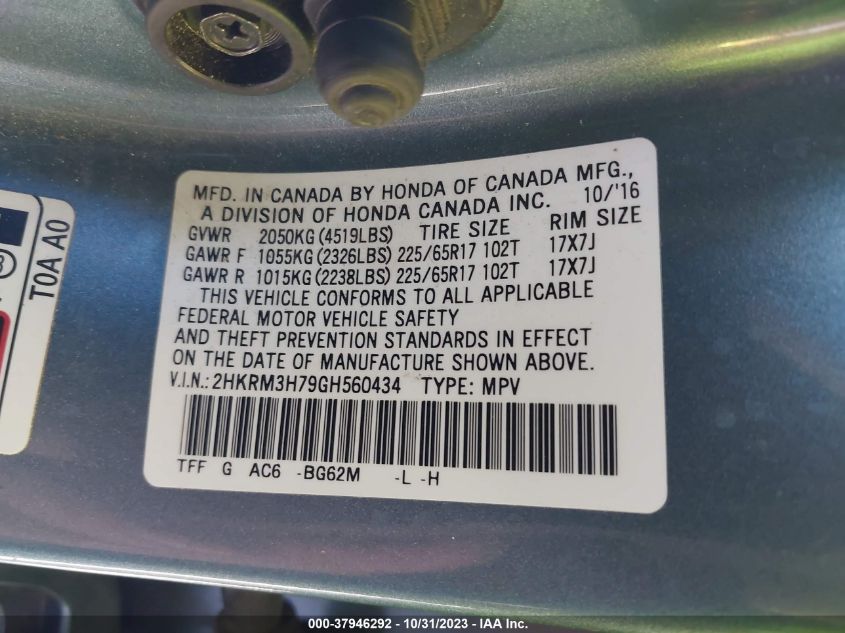 MFD. IN CANADA BY HONDA OF CANADA MFG.,
A DIVISION OF HONDA CANADA INC. 10/'16
GVWR 2050KG (4519LBS) TIRE SIZE RIM SIZE
GAWR F 1055KG (2326LBS) 225/65R17 102T 17X7J
GAWR R 1015KG (2238LBS) 225/65R17 102T 17X7J
THIS VEHICLE CONFORMS TO ALL APPLICABLE
FEDERAL MOTOR VEHICLE SAFETY
AND THEFT PREVENTION STANDARDS IN EFFECT
ON THE DATE OF MANUFACTURE SHOWN ABOVE.
V.I.N.: 2HKRM3H79GH560434 TYPE: MPV
TFF G AC6 -BG62M -L -H
®
T0A A0
000-37946292 - 10/31/2023 - IAA Inc.